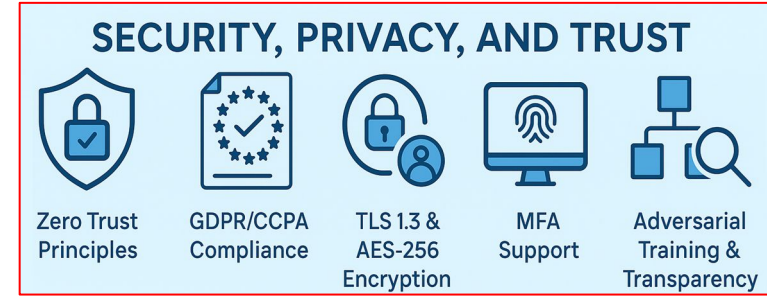 SECURITY, PRIVACY, AND TRUST
Zero Trust
Principles
GDPR/CCPA
Compliance
TLS 1.3 &
AES-256
Encryption
MFA
Support
Adversarial
Training &
Transparency